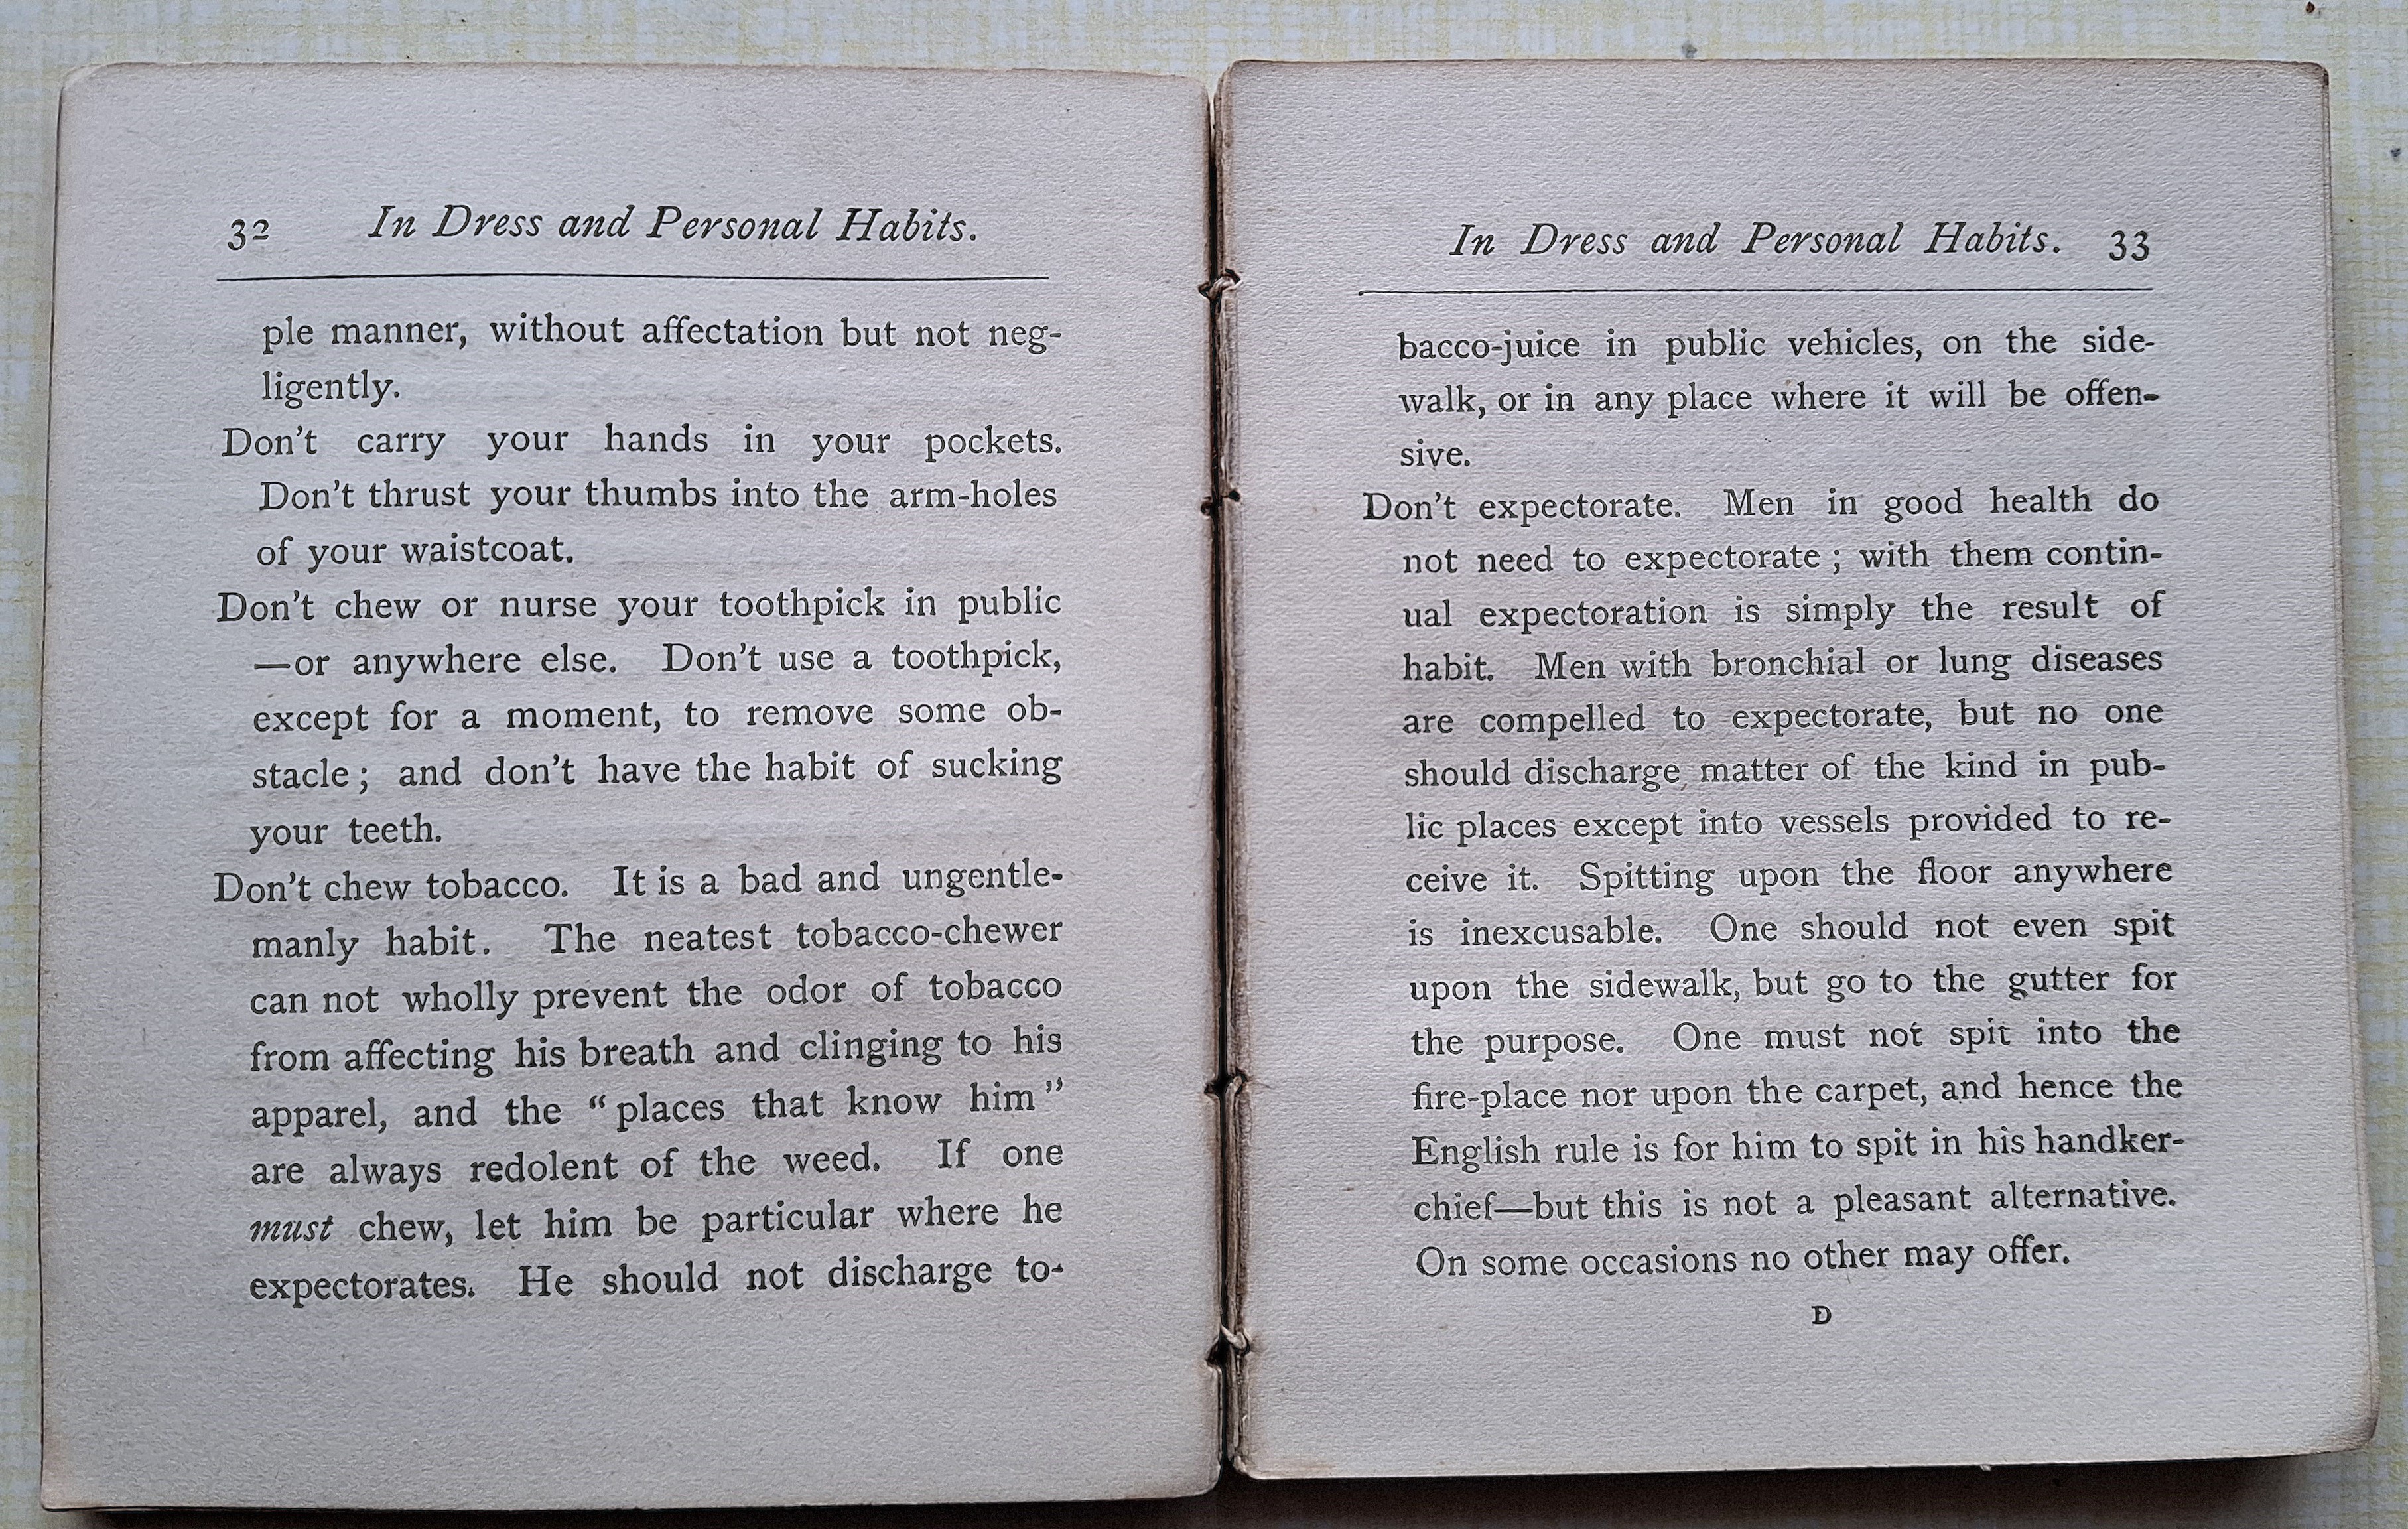 32 In Dress and Personal Habits.
ple manner, without affectation but not neg-
ligently.
Don't carry your hands in your pockets.
Don't thrust your thumbs into the arm-holes
of your waistcoat.
Don't chew or nurse your toothpick in public
—or anywhere else. Don't use a toothpick,
except for a moment, to remove some ob-
stacle; and don't have the habit of sucking
your teeth.
Don't chew tobacco. It is a bad and ungentle-
manly habit. The neatest tobacco-chewer
can not wholly prevent the odor of tobacco
from affecting his breath and clinging to his
apparel, and the “places that know him”
are always redolent of the weed. If one
must chew, let him be particular where he
expectorates. He should not discharge to-
In Dress and Personal Habits. 33
bacco-juice in public vehicles, on the side-
walk, or in any place where it will be offen-
sive.
Don't expectorate. Men in good health do
not need to expectorate; with them contin-
ual expectoration is simply the result of
habit. Men with bronchial or lung diseases
are compelled to expectorate, but no one
should discharge matter of the kind in pub-
lic places except into vessels provided to re-
ceive it. Spitting upon the floor anywhere
is inexcusable. One should not even spit
upon the sidewalk, but go to the gutter for
the purpose. One must not spit into the
fire-place nor upon the carpet, and hence the
English rule is for him to spit in his handker-
chief—but this is not a pleasant alternative.
On some occasions no other may offer.
D